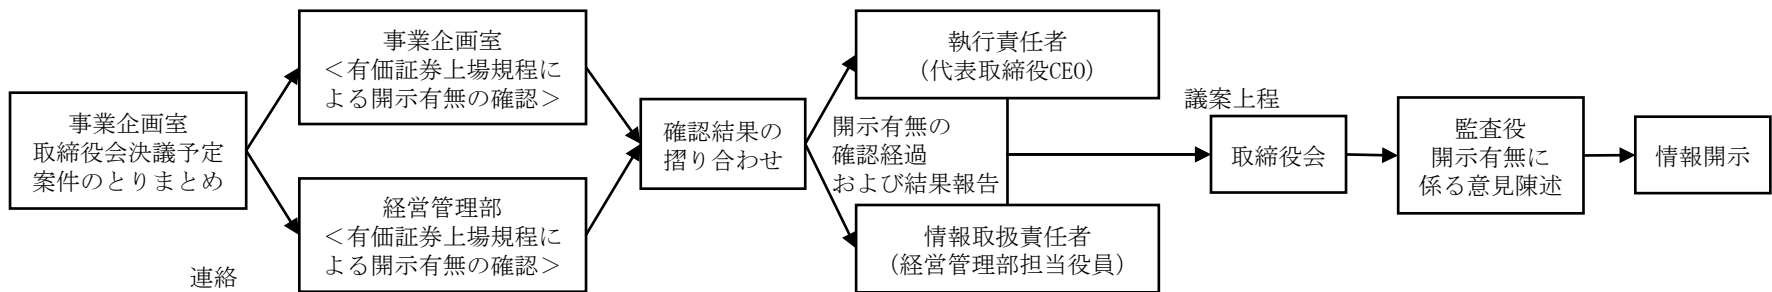 事業企画室
取締役会決議予定
案件のとりまとめ
事業企画室
＜有価証券上場規程に
よる開示有無の確認＞
経営管理部
＜有価証券上場規程に
よる開示有無の確認＞
連絡
確認結果の
摺り合わせ
執行責任者
（代表取締役CEO）
開示有無の
確認経過
および結果報告
情報取扱責任者
（経営管理部担当役員）
議案上程
取締役会
監査役
開示有無に
係る意見陳述
情報開示